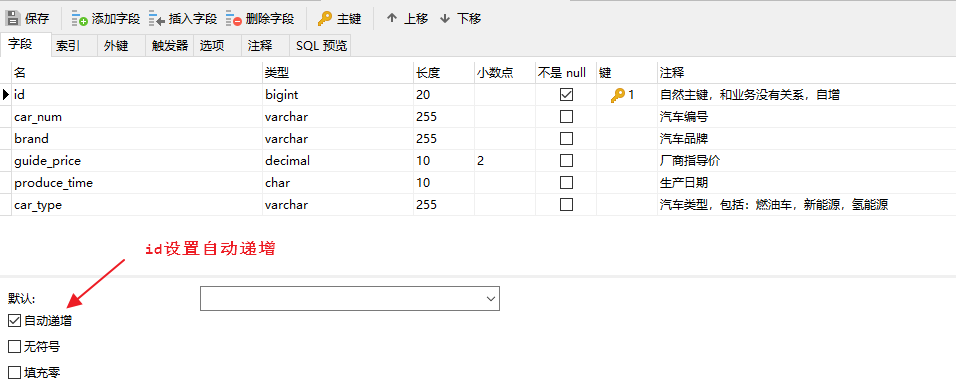 保存 添加字段 插入字段 删除字段 主键 上移 下移
字段 索引 外键 触发器 选项 注释 SQL 预览
名 类型 长度 小数点 不是 null 键 注释
id bigint 20 1 自然主键，和业务没有关系，自增
car_num varchar 255 汽车编号
brand varchar 255 汽车品牌
guide_price decimal 10 2 厂商指导价
produce_time char 10 生产日期
car_type varchar 255 汽车类型，包括：燃油车，新能源，氢能源
id设置自动递增
默认:
自动递增
无符号
填充零